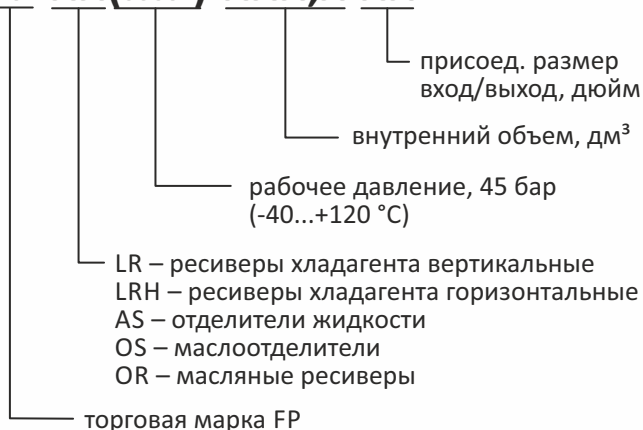 присоед. размер
вход/выход, дюйм
внутренний объем, дм³
рабочее давление, 45 бар
(-40...+120 °C)
LR – ресиверы хладагента вертикальные
LRH – ресиверы хладагента горизонтальные
AS – отделители жидкости
OS – маслоотделители
OR – масляные ресиверы
торговая марка FP